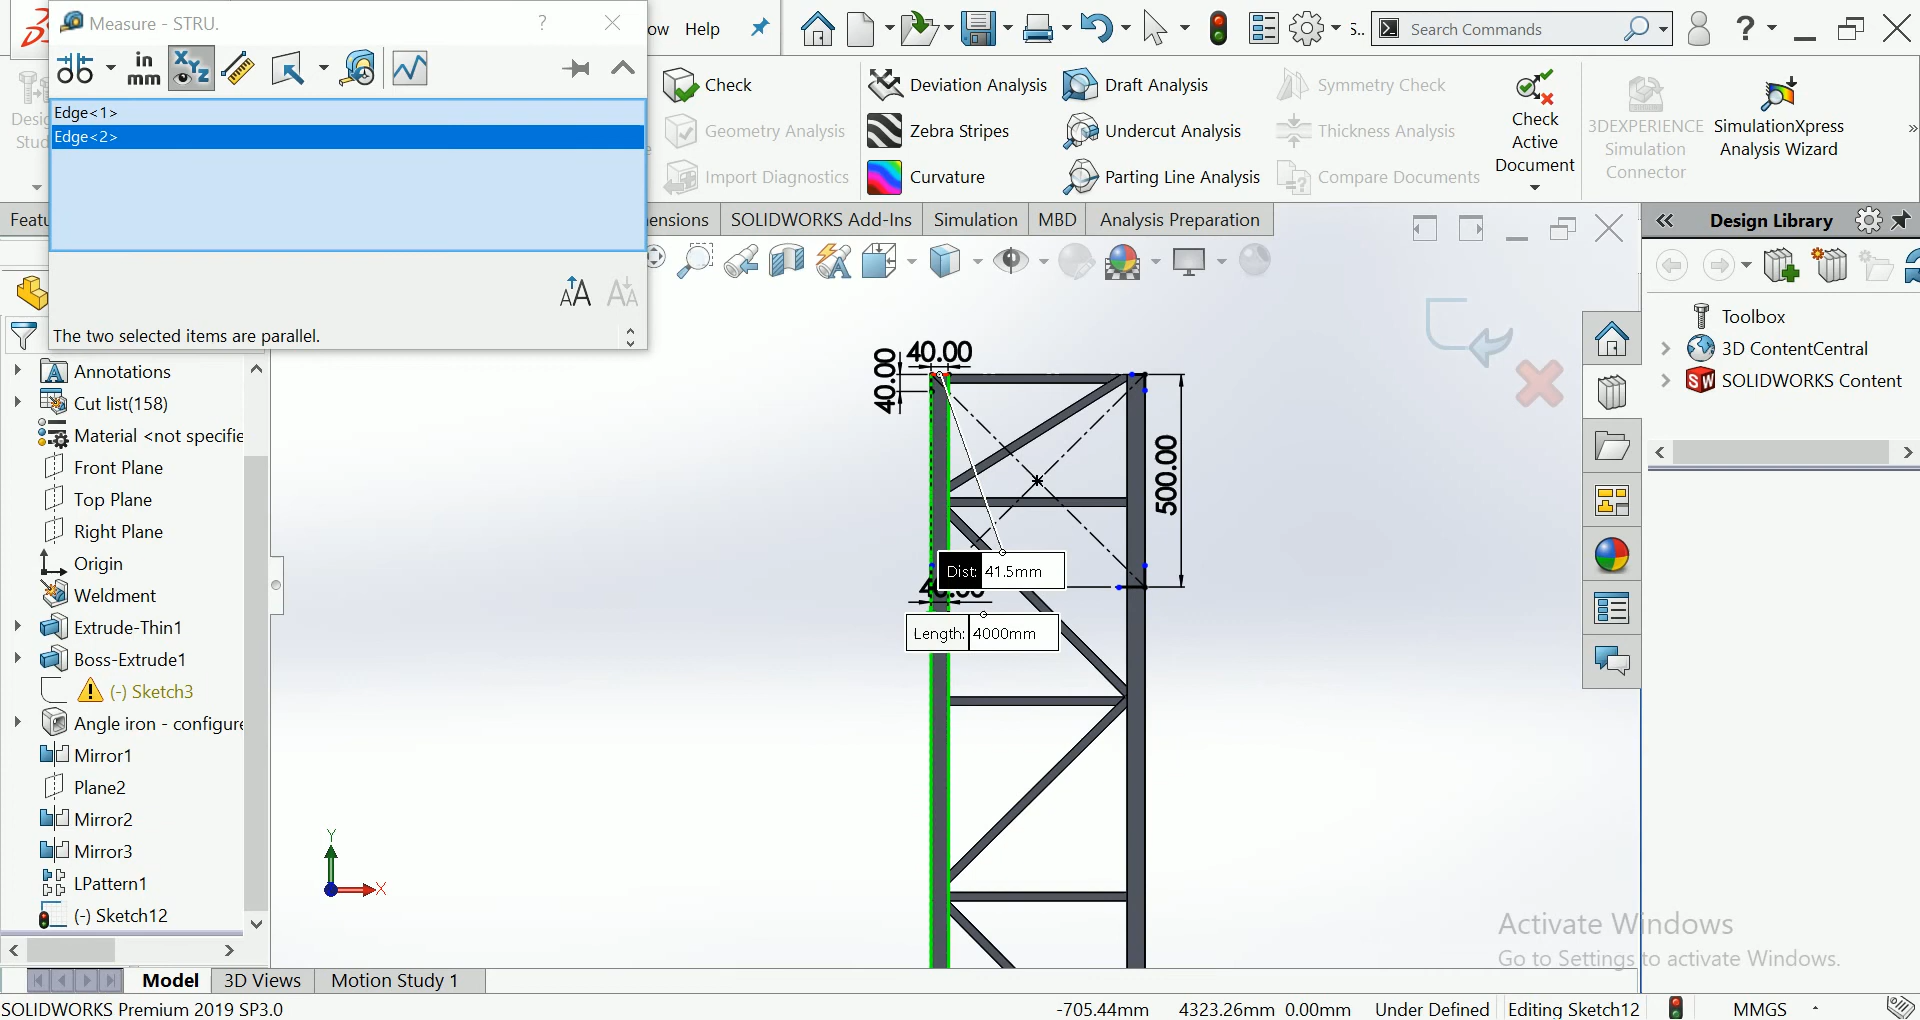 Measure - STRU.
?
in
mm
XYZ
Edge<1>
Edge<2>
The two selected items are parallel.
ow
Help
S..
Search Commands
?
Desig
Stu
Check
Geometry Analysis
Import Diagnostics
Deviation Analysis
Zebra Stripes
Curvature
Draft Analysis
Undercut Analysis
Parting Line Analysis
Symmetry Check
Thickness Analysis
Compare Documents
Check
Active
Document
3DEXPERIENCE
Simulation
Connector
SimulationXpress
Analysis Wizard
Featu
ensions
SOLIDWORKS Add-Ins
Simulation
MBD
Analysis Preparation
Design Library
Toolbox
3D ContentCentral
SOLIDWORKS Content
Annotations
Cut list(158)
Material <not specifie
Front Plane
Top Plane
Right Plane
Origin
Weldment
Extrude-Thin1
Boss-Extrude1
(-) Sketch3
Angle iron - configure
Mirror1
Plane2
Mirror2
Mirror3
LPattern1
(-) Sketch12
40.00
40.00
500.00
Dist: 41.5mm
Length: 4000mm
Y
X
Activate Windows
Go to Settings to activate Windows.
Model
3D Views
Motion Study 1
SOLIDWORKS Premium 2019 SP3.0
-705.44mm
4323.26mm
0.00mm
Under Defined
Editing Sketch12
MMGS